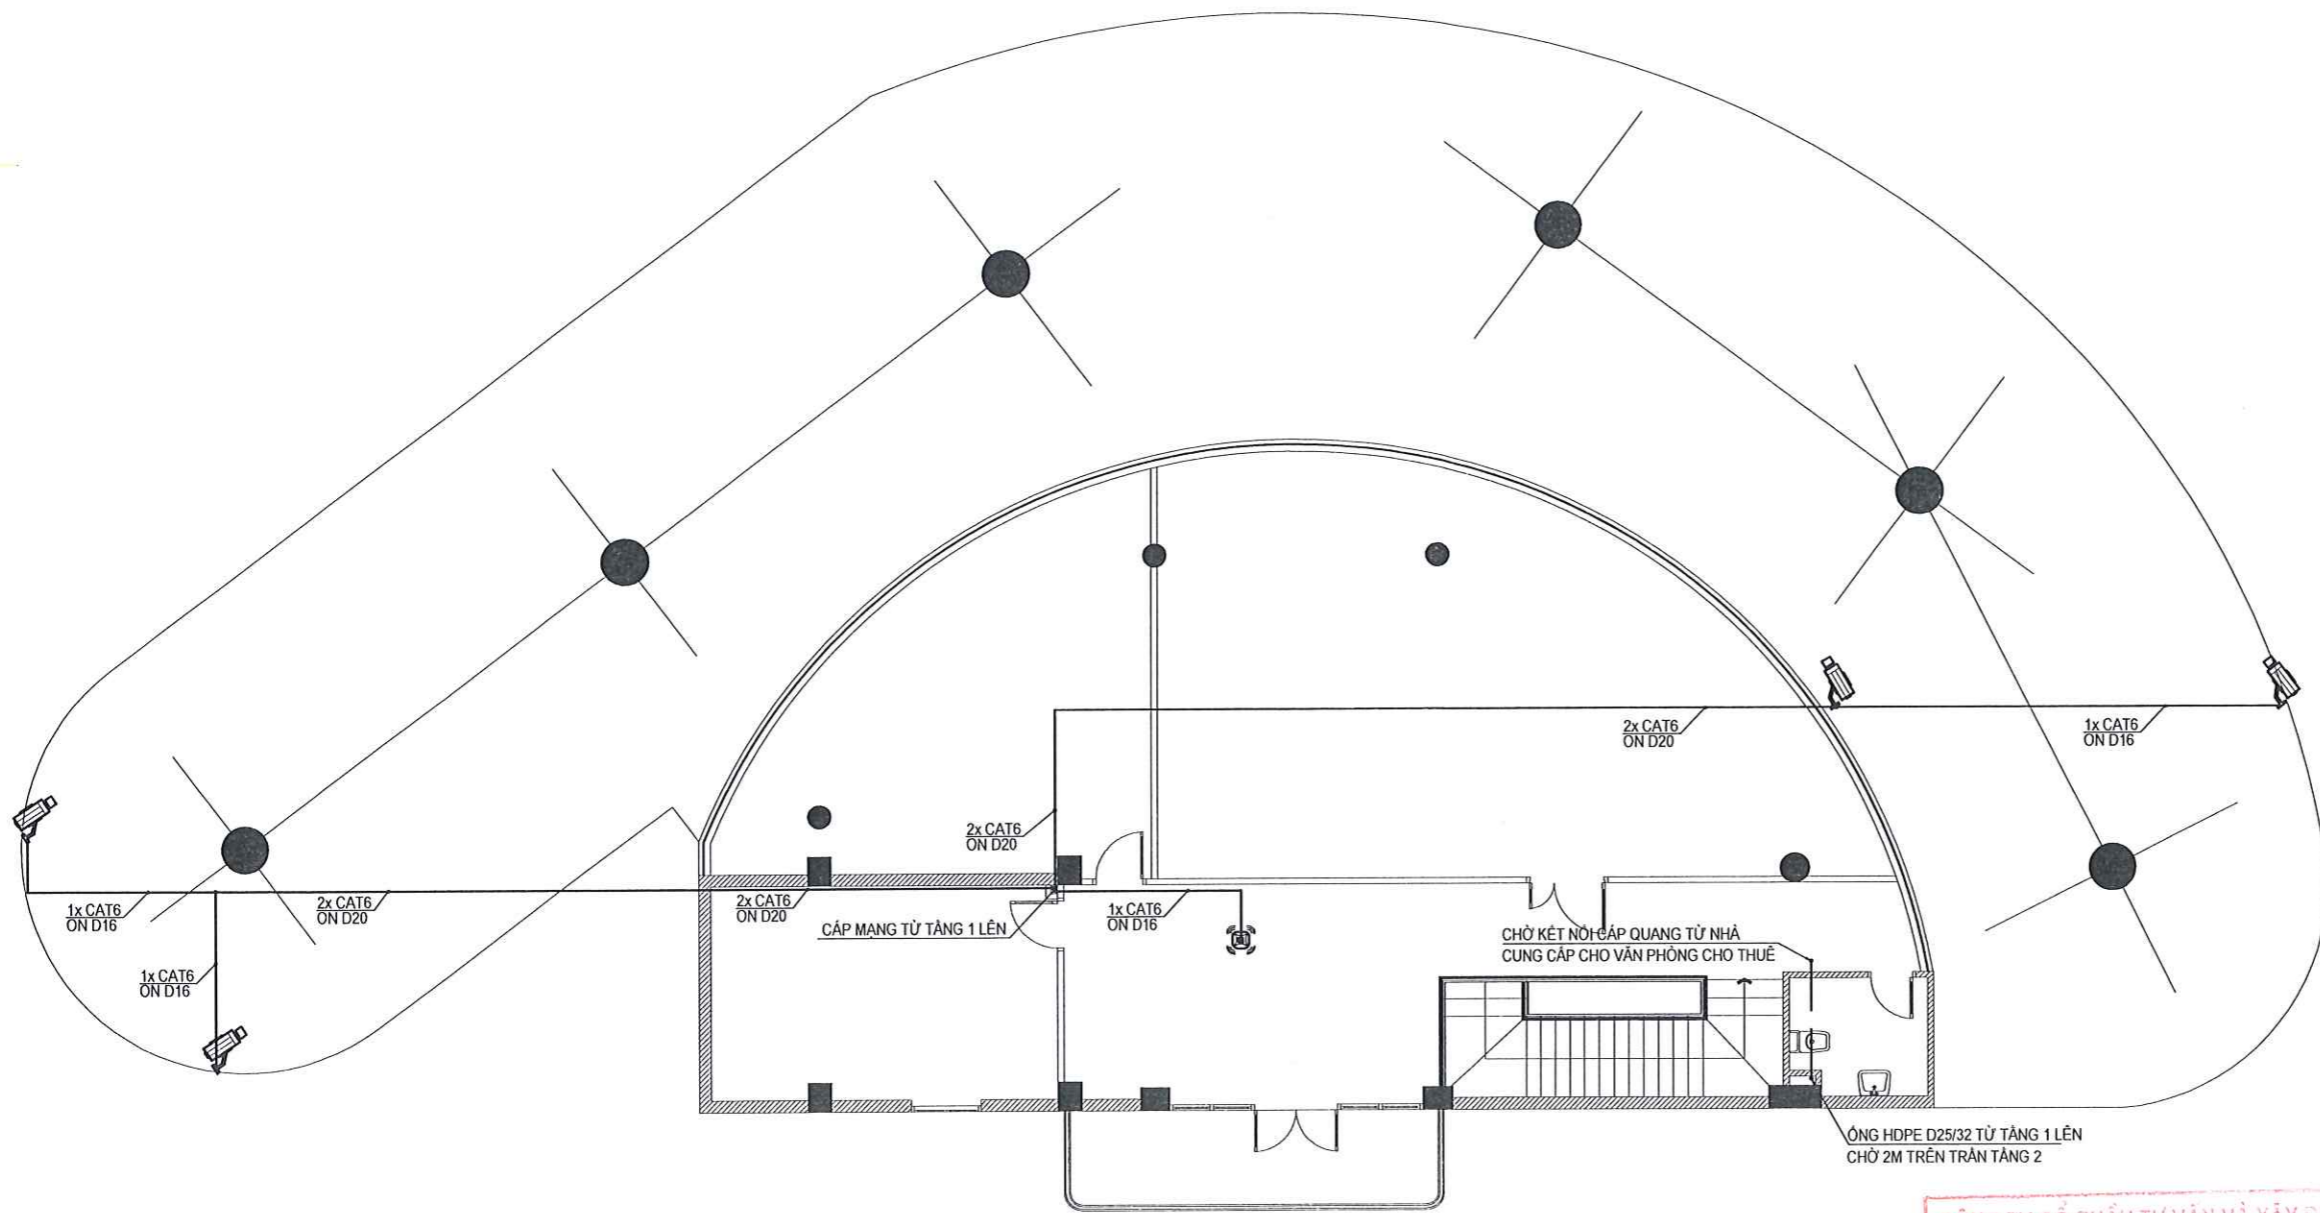 2x CAT6
ON D20
1x CAT6
ON D16
2x CAT6
ON D20
1x CAT6
ON D16
2x CAT6
ON D20
2x CAT6
ON D20
1x CAT6
ON D16
CÁP MẠNG TỪ TẦNG 1 LÊN
CHỜ KẾT NỐI CÁP QUANG TỪ NHÀ
CUNG CẤP CHO VĂN PHÒNG CHO THUÊ
1x CAT6
ON D16
ỐNG HDPE D25/32 TỪ TẦNG 1 LÊN
CHỜ 2M TRÊN TRẦN TẦNG 2